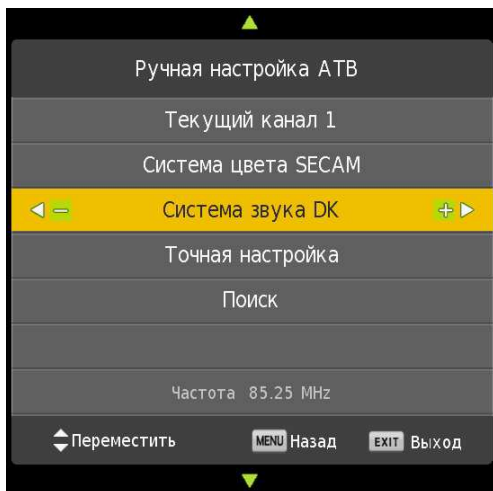 Ручная настройка АТВ
Текущий канал 1
Система цвета SECAM
− Система звука DK +
Точная настройка
Поиск
Частота 85.25 MHz
Переместить MENU Назад EXIT Выход